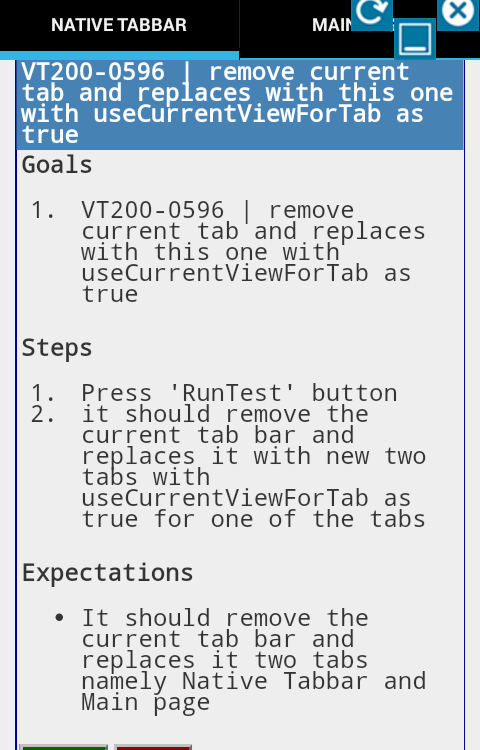 NATIVE TABBAR
MAIN
VT200-0596 | remove current
tab and replaces with this one
with useCurrentViewForTab as
true
Goals
1. VT200-0596 | remove
current tab and replaces
with this one with
useCurrentViewForTab as
true
Steps
1. Press 'RunTest' button
2. it should remove the
current tab bar and
replaces it with new two
tabs with
useCurrentViewForTab as
true for one of the tabs
Expectations
• It should remove the
current tab bar and
replaces it two tabs
namely Native Tabbar and
Main page